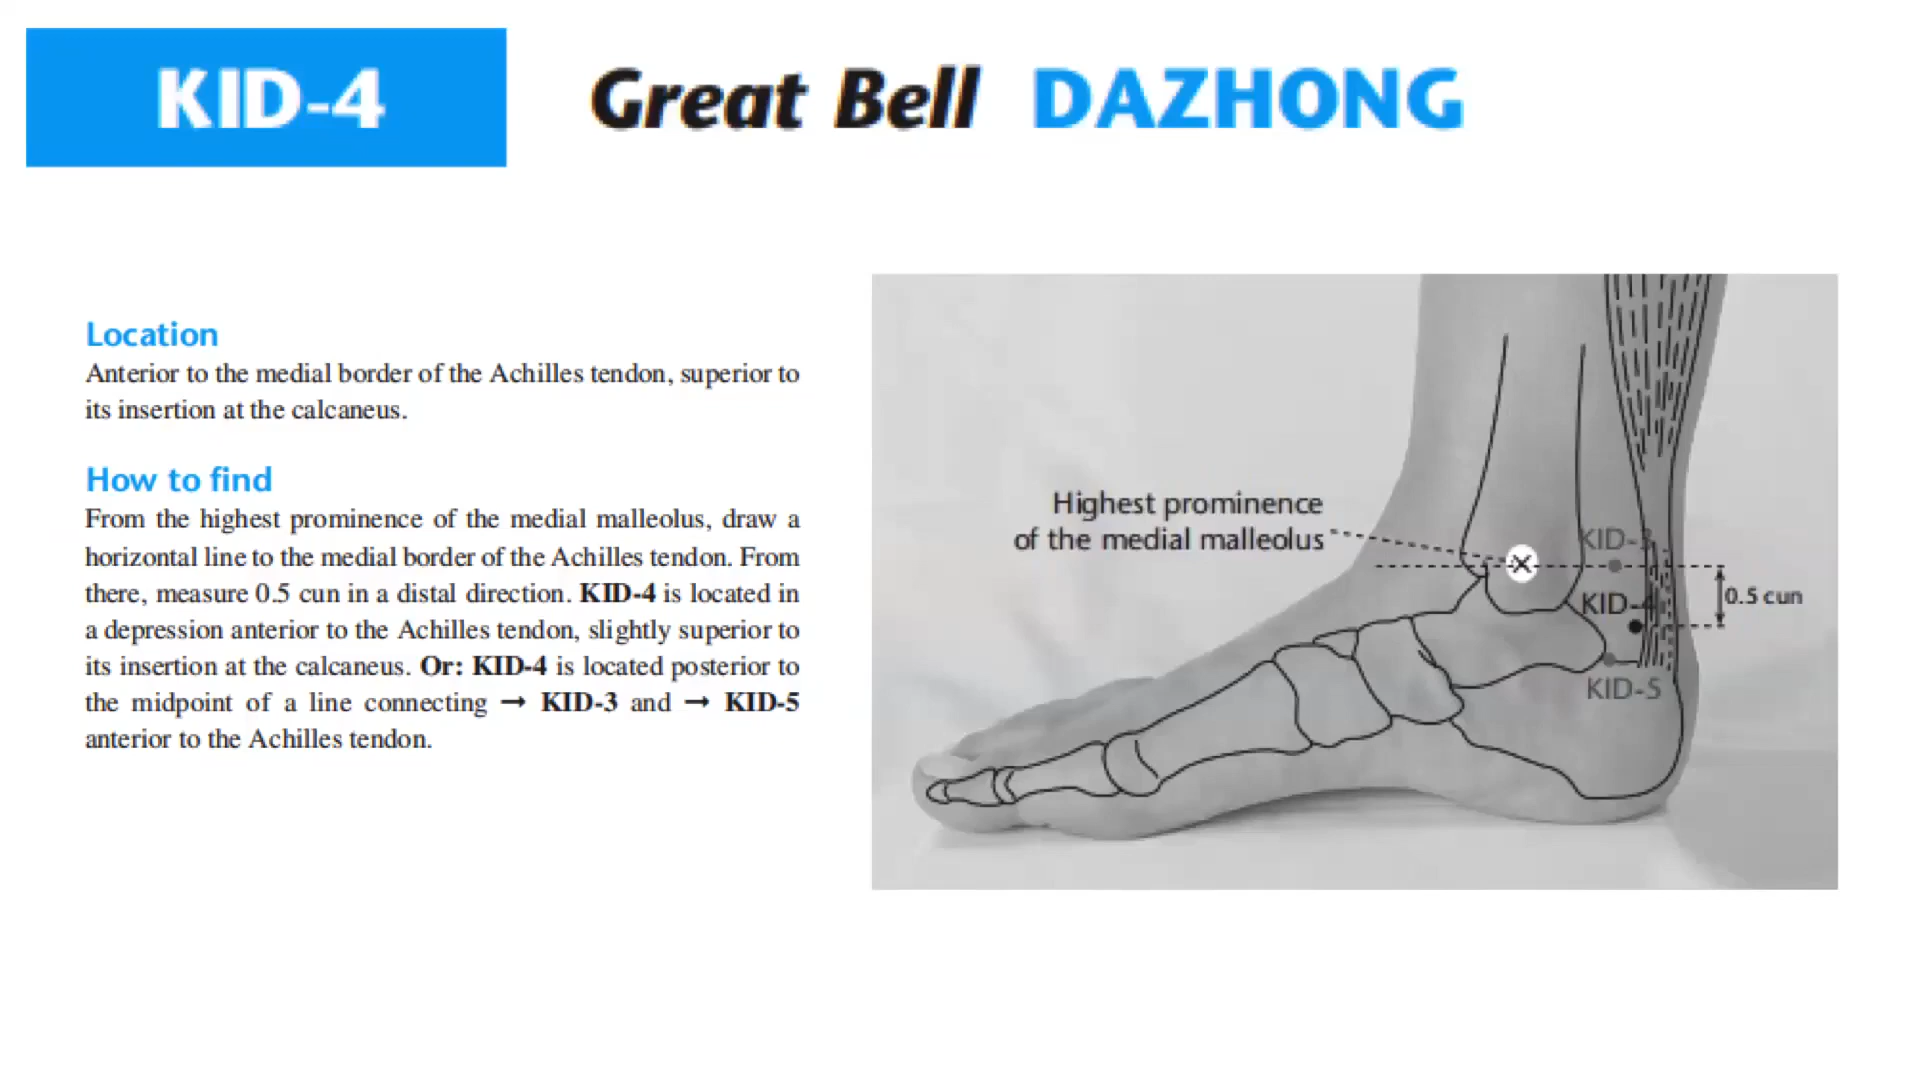 KID-4
Great Bell DAZHONG
Location
Anterior to the medial border of the Achilles tendon, superior to
its insertion at the calcaneus.
How to find
From the highest prominence of the medial malleolus, draw a
horizontal line to the medial border of the Achilles tendon. From
there, measure 0.5 cun in a distal direction. KID-4 is located in
a depression anterior to the Achilles tendon, slightly superior to
its insertion at the calcaneus. Or: KID-4 is located posterior to
the midpoint of a line connecting → KID-3 and → KID-5
anterior to the Achilles tendon.
Highest prominence
of the medial malleolus
KID-3
KID-4
0.5 cun
KID-5